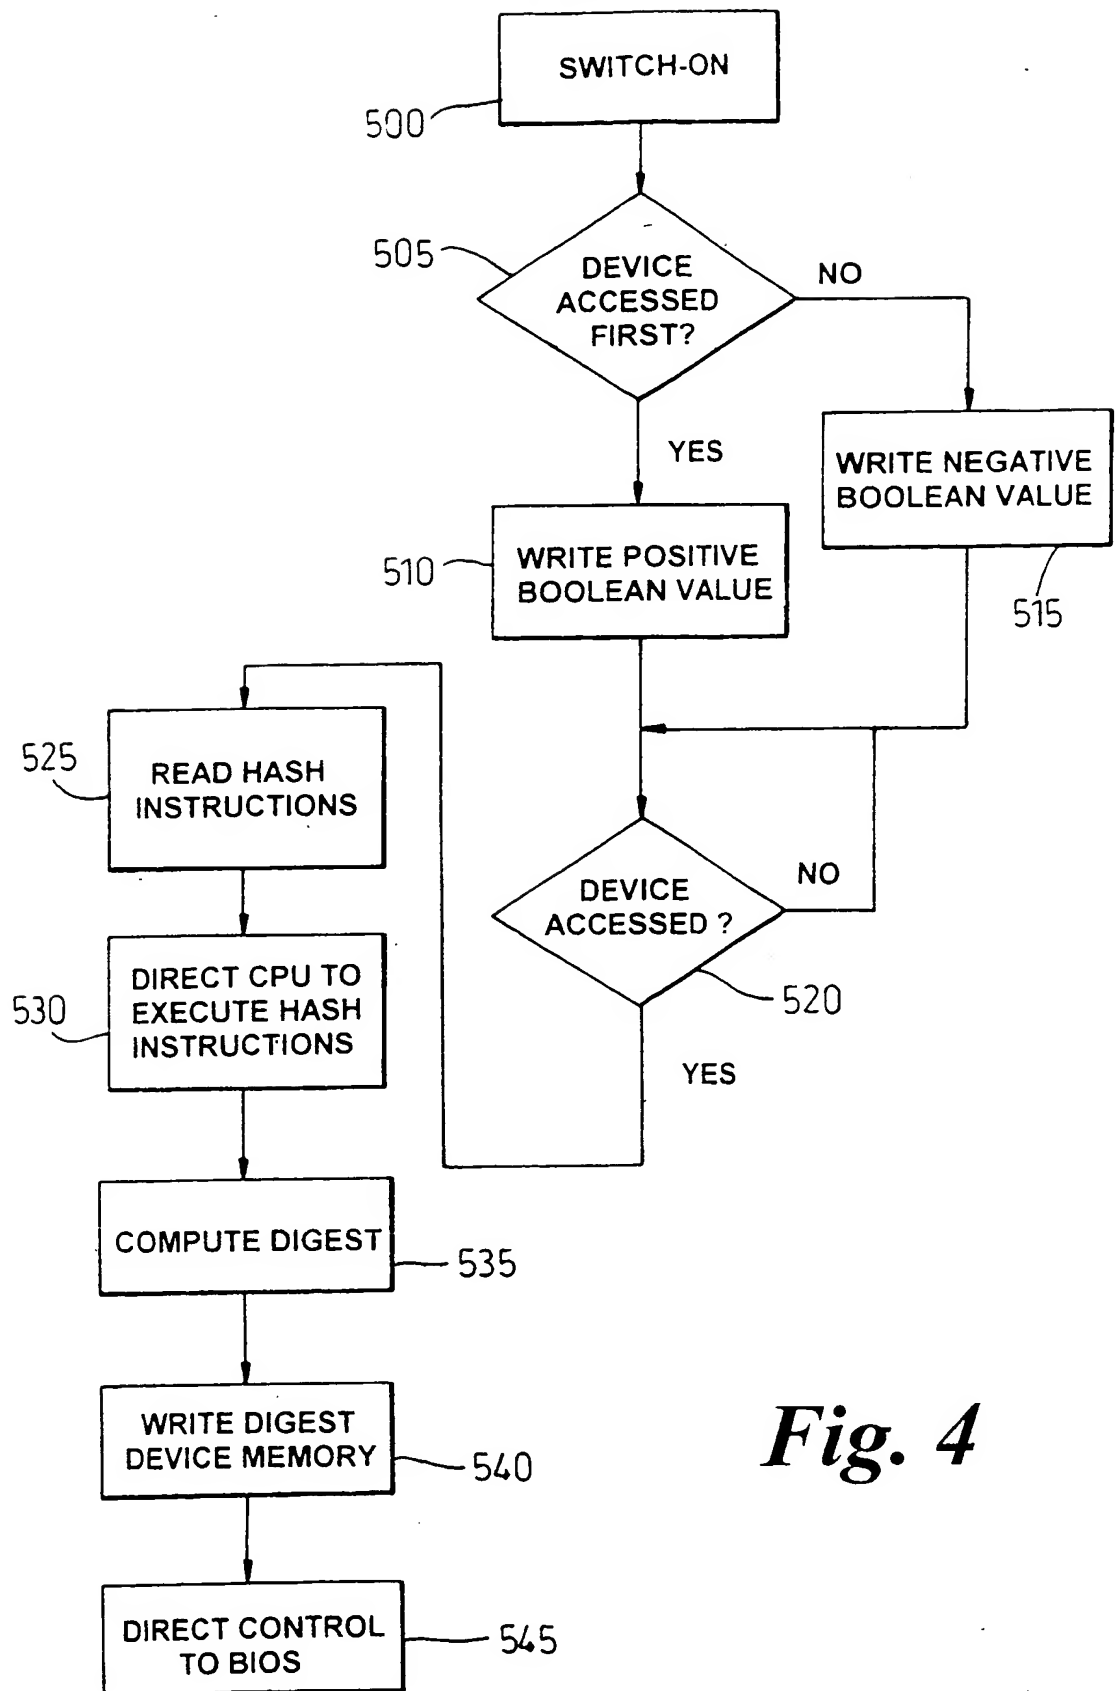 SWITCH-ON
500
505
DEVICE
ACCESSED
FIRST?
NO
YES
WRITE NEGATIVE
BOOLEAN VALUE
515
510
WRITE POSITIVE
BOOLEAN VALUE
525
READ HASH
INSTRUCTIONS
DEVICE
ACCESSED ?
NO
520
YES
530
DIRECT CPU TO
EXECUTE HASH
INSTRUCTIONS
COMPUTE DIGEST
535
WRITE DIGEST
DEVICE MEMORY
540
Fig. 4
DIRECT CONTROL
TO BIOS
545